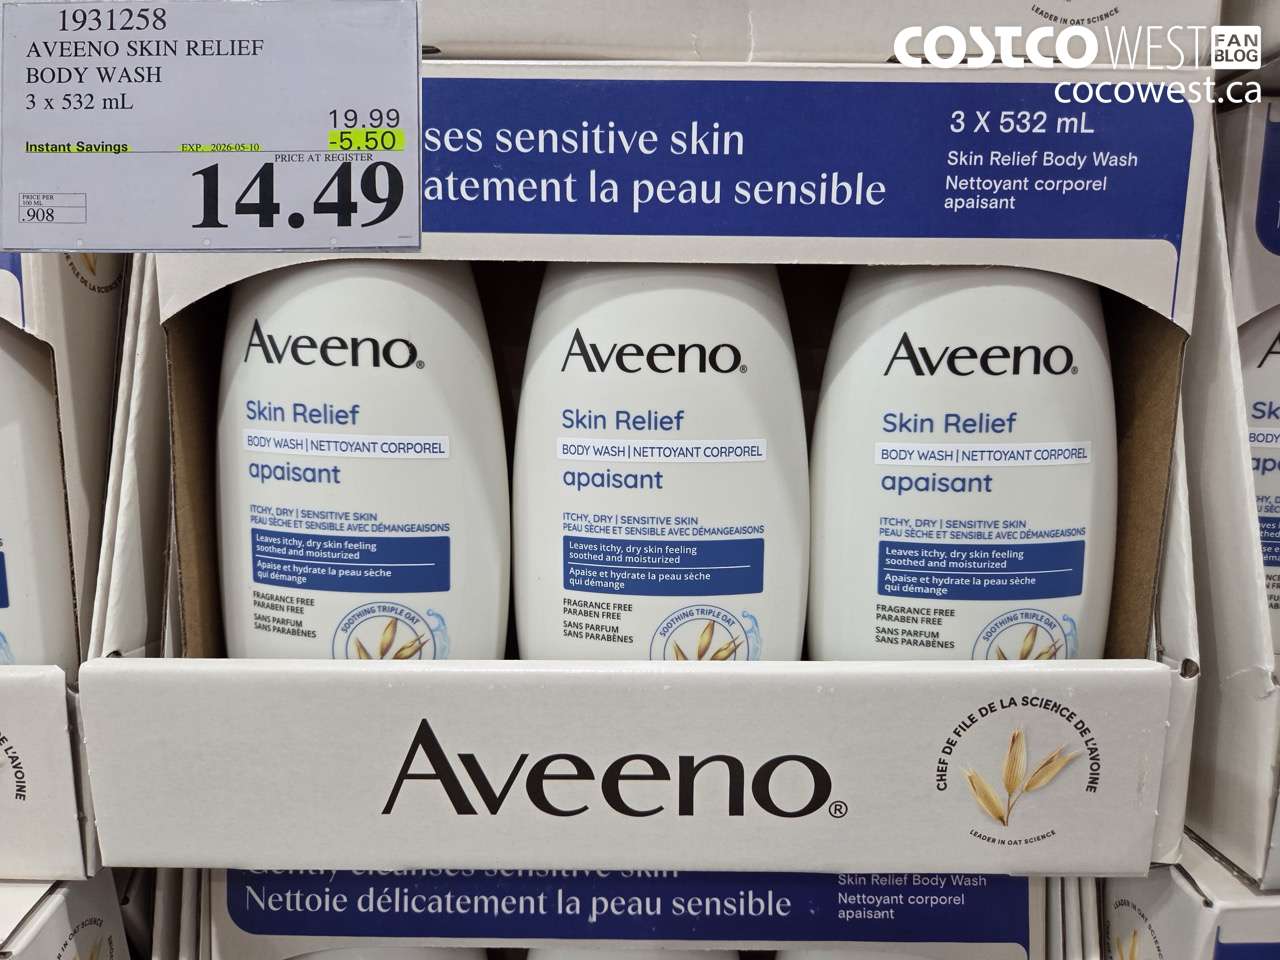 1931258
AVEENO SKIN RELIEF
BODY WASH
3 x 532 mL
19.99
Instant Savings EXP. 2026-05-10 -5.50
PRICE AT REGISTER
14.49
PRICE PER
100 ML
.908
LEADER IN OAT SCIENCE
COSTCO WEST FAN BLOG
cocowest.ca
ses sensitive skin
atement la peau sensible
3 X 532 mL
Skin Relief Body Wash
Nettoyant corporel
apaisant
Aveeno®
Skin Relief
BODY WASH | NETTOYANT CORPOREL
apaisant
ITCHY, DRY | SENSITIVE SKIN
PEAU SÈCHE ET SENSIBLE AVEC DÉMANGEAISONS
Leaves itchy, dry skin feeling
soothed and moisturized
Apaise et hydrate la peau sèche
qui démange
FRAGRANCE FREE
PARABEN FREE
SANS PARFUM
SANS PARABÈNES
SOOTHING TRIPLE OAT
Aveeno®
Skin Relief
BODY WASH | NETTOYANT CORPOREL
apaisant
ITCHY, DRY | SENSITIVE SKIN
PEAU SÈCHE ET SENSIBLE AVEC DÉMANGEAISONS
Leaves itchy, dry skin feeling
soothed and moisturized
Apaise et hydrate la peau sèche
qui démange
FRAGRANCE FREE
PARABEN FREE
SANS PARFUM
SANS PARABÈNES
SOOTHING TRIPLE OAT
Aveeno®
Skin Relief
BODY WASH | NETTOYANT CORPOREL
apaisant
ITCHY, DRY | SENSITIVE SKIN
PEAU SÈCHE ET SENSIBLE AVEC DÉMANGEAISONS
Leaves itchy, dry skin feeling
soothed and moisturized
Apaise et hydrate la peau sèche
qui démange
FRAGRANCE FREE
PARABEN FREE
SANS PARFUM
SANS PARABÈNES
SOOTHING TRIPLE OAT
Aveeno®
CHEF DE FILE DE LA SCIENCE DE L'AVOINE
LEADER IN OAT SCIENCE
DE L'AVOINE
Gently cleanses sensitive skin
Nettoie délicatement la peau sensible
Skin Relief Body Wash
Nettoyant corporel
apaisant